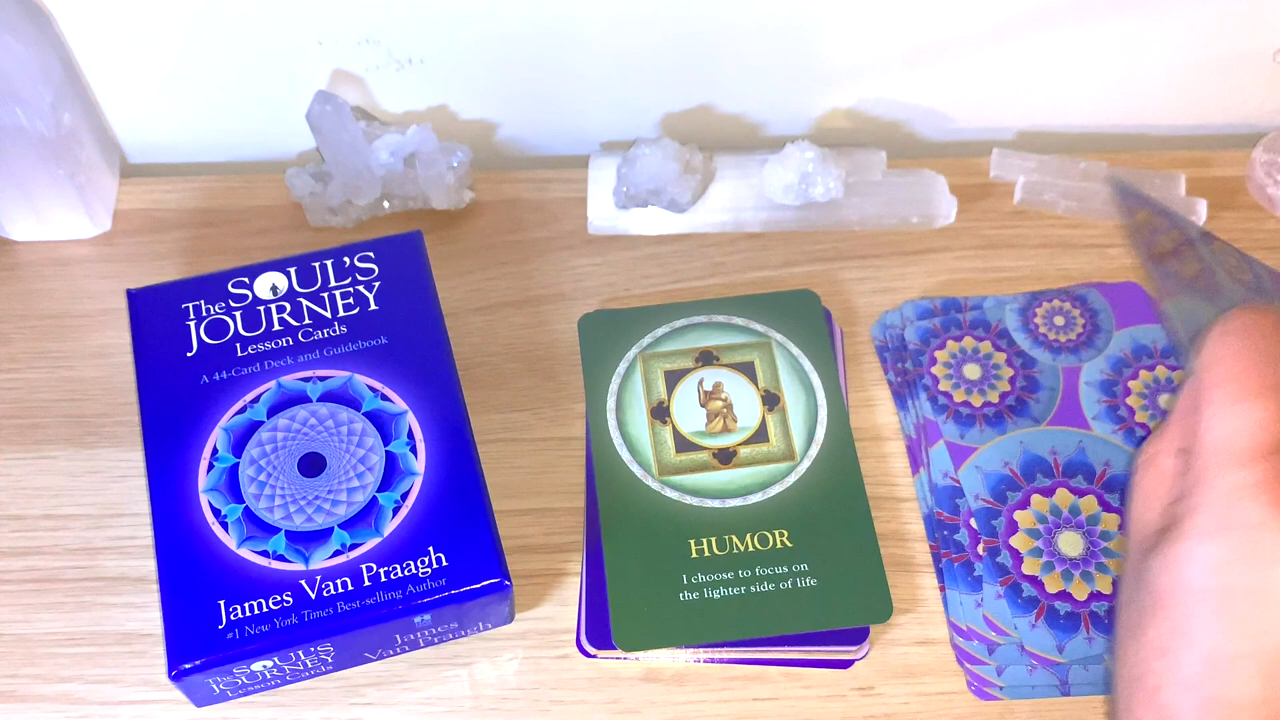 The SOUL'S
JOURNEY
Lesson Cards
A 44-Card Deck and Guidebook
James Van Praagh
#1 New York Times Best-selling Author
The SOUL'S
JOURNEY
Lesson Cards
James
Van Praagh
HUMOR
I choose to focus on
the lighter side of life